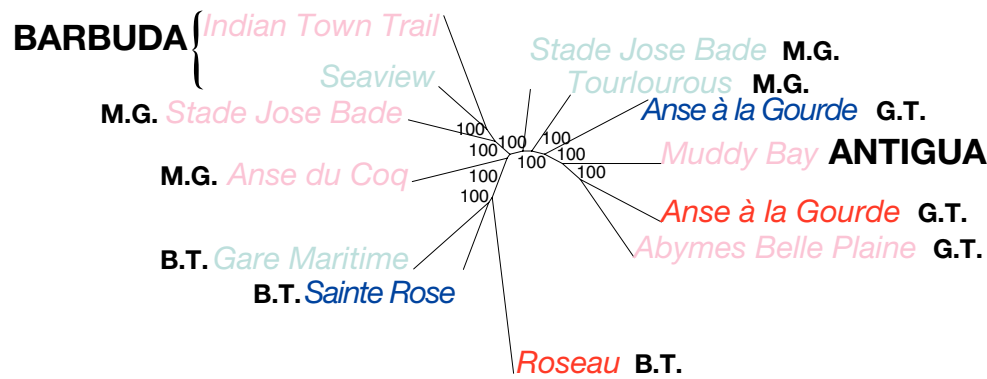 BARBUDA { Indian Town Trail
Stade Jose Bade M.G.
Seaview
Tourlourous M.G.
M.G. Stade Jose Bade
Anse à la Gourde G.T.
100 100 100
100 100 100
Muddy Bay ANTIGUA
M.G. Anse du Coq
100 100
100
Anse à la Gourde G.T.
Abymes Belle Plaine G.T.
B.T. Gare Maritime
B.T. Sainte Rose
Roseau B.T.